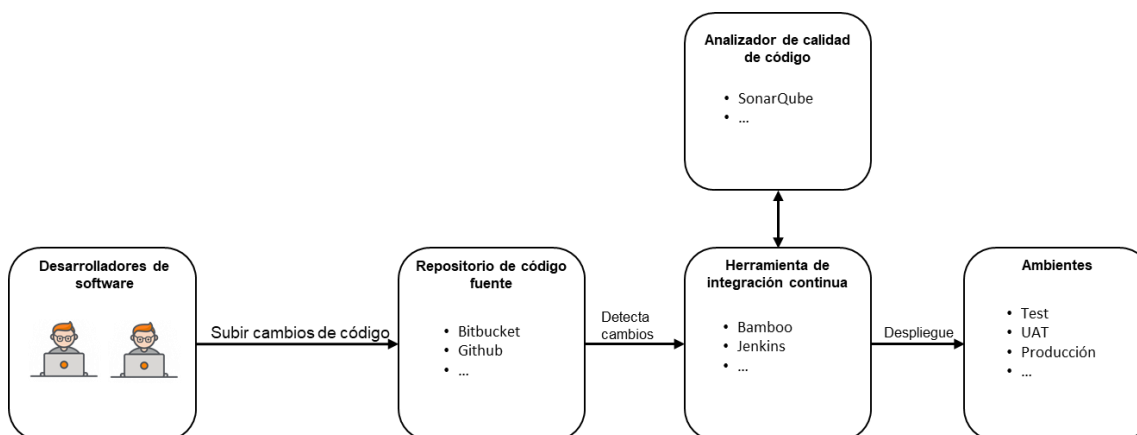 Analizador de calidad
de código
• SonarQube
• ...
Desarrolladores de
software
Subir cambios de código
Repositorio de código
fuente
• Bitbucket
• Github
• ...
Detecta
cambios
Herramienta de
integración continua
• Bamboo
• Jenkins
• ...
Despliegue
Ambientes
• Test
• UAT
• Producción
• ...